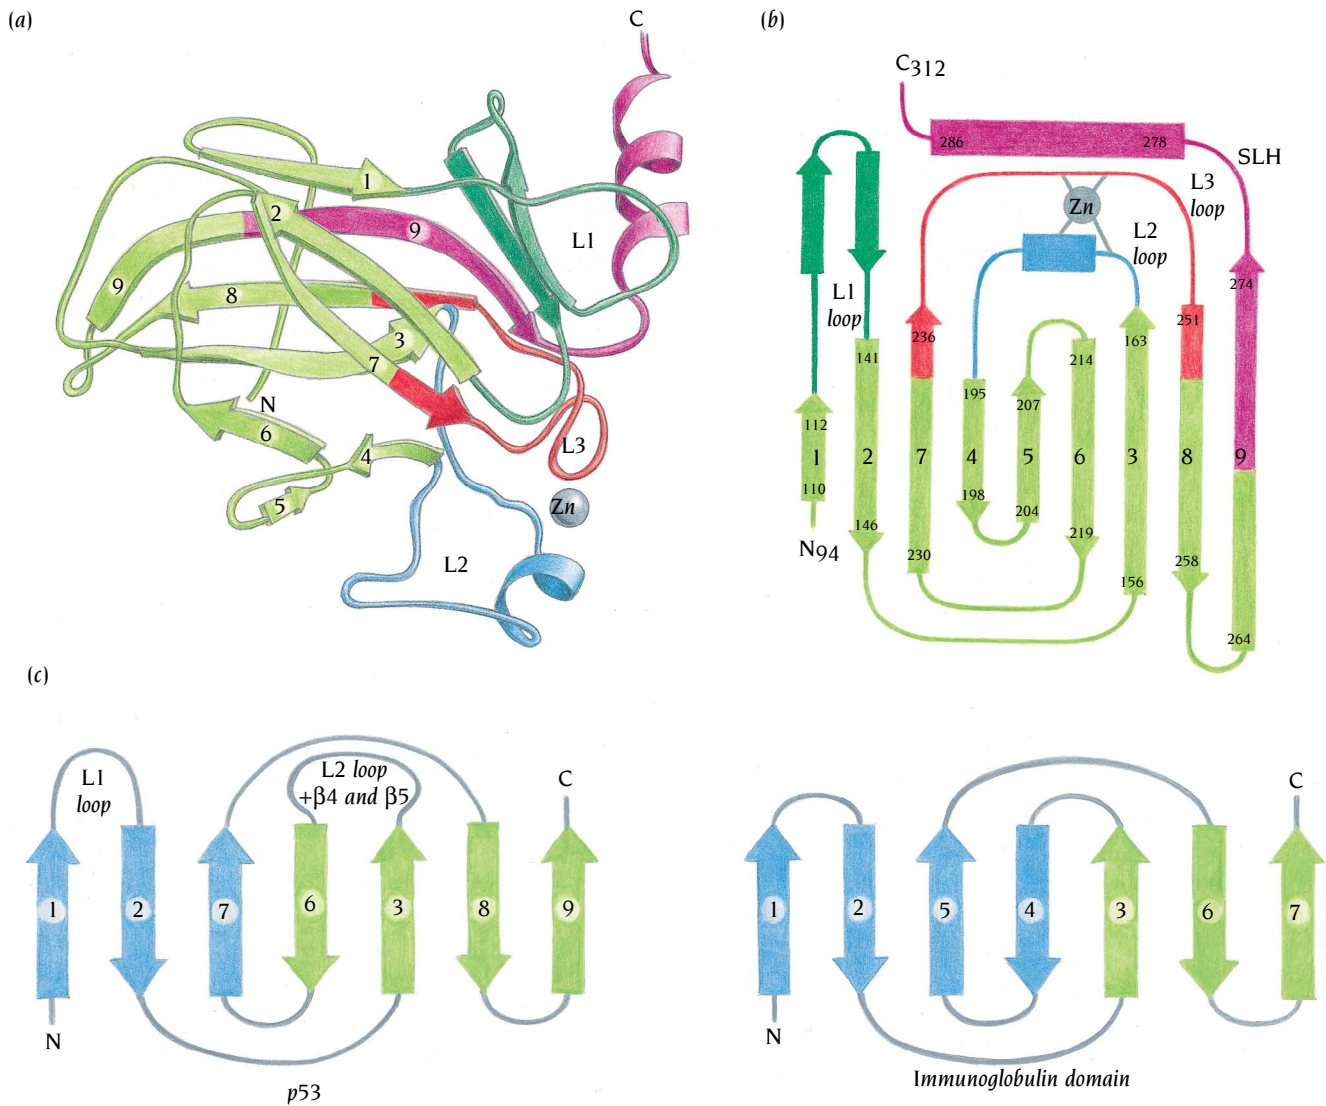 (a)
C
1
2
9
L1
9
8
3
7
N
6
4
L3
5
Zn
L2
(b)
C312
286 278
SLH
L3
loop
Zn
L2
loop
L1
loop
274
236
251
163
141
214
195
207
112
1 2 7 4 5 6 3 8 9
110
198
204
146
219
N94
230
258
156
264
(c)
L1
loop
L2 loop
+β4 and β5
C
1 2 7 6 3 8 9
N
p53
C
1 2 5 4 3 6 7
N
Immunoglobulin domain